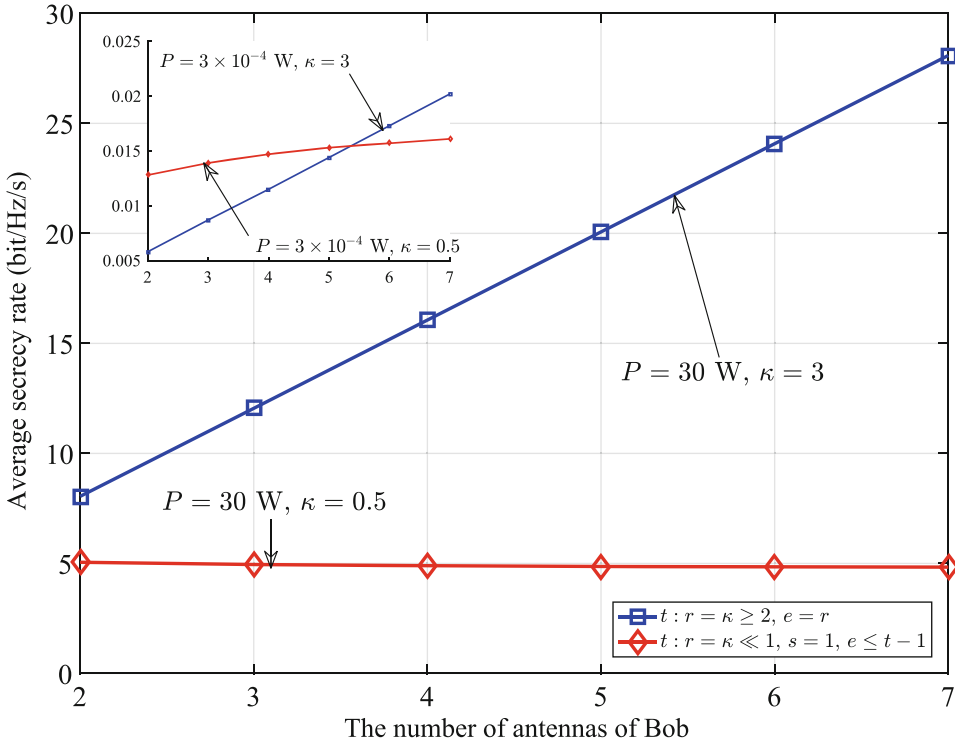 30
25
20
15
10
5
0
Average secrecy rate (bit/Hz/s)
0.025
0.02
0.015
0.01
0.005
2 3 4 5 6 7
P = 3 × 10⁻⁴ W, κ = 3
P = 3 × 10⁻⁴ W, κ = 0.5
P = 30 W, κ = 3
P = 30 W, κ = 0.5
t : r = κ ≥ 2, e = r
t : r = κ ≪ 1, s = 1, e ≤ t − 1
2 3 4 5 6 7
The number of antennas of Bob